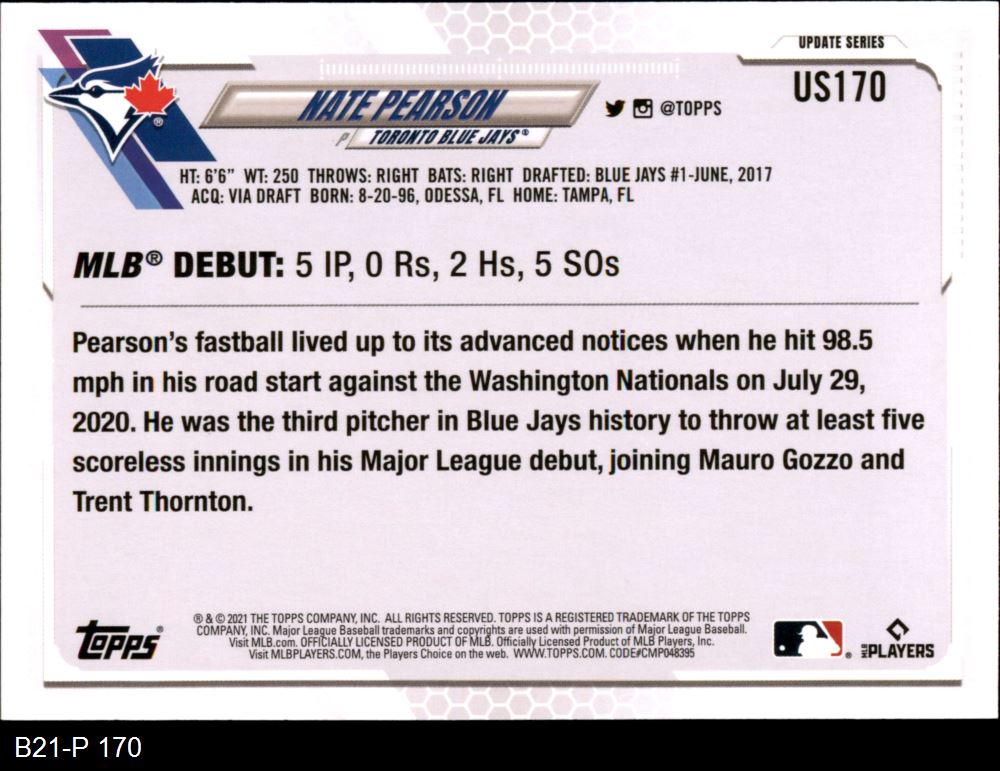 UPDATE SERIES
US170
NATE PEARSON
P TORONTO BLUE JAYS®
@TOPPS
HT: 6'6" WT: 250 THROWS: RIGHT BATS: RIGHT DRAFTED: BLUE JAYS #1-JUNE, 2017
ACQ: VIA DRAFT BORN: 8-20-96, ODESSA, FL HOME: TAMPA, FL
MLB® DEBUT: 5 IP, 0 Rs, 2 Hs, 5 SOs
Pearson's fastball lived up to its advanced notices when he hit 98.5
mph in his road start against the Washington Nationals on July 29,
2020. He was the third pitcher in Blue Jays history to throw at least five
scoreless innings in his Major League debut, joining Mauro Gozzo and
Trent Thornton.
TOPPS®
® & © 2021 THE TOPPS COMPANY, INC. ALL RIGHTS RESERVED. TOPPS IS A REGISTERED TRADEMARK OF THE TOPPS
COMPANY, INC. Major League Baseball trademarks and copyrights are used with permission of Major League Baseball.
Visit MLB.com. OFFICIALLY LICENSED PRODUCT OF MLB. Officially Licensed Product of MLB Players, Inc.
Visit MLBPLAYERS.COM, the Players Choice on the web. WWW.TOPPS.COM. CODE#CMP048395
MLB PLAYERS
B21-P 170